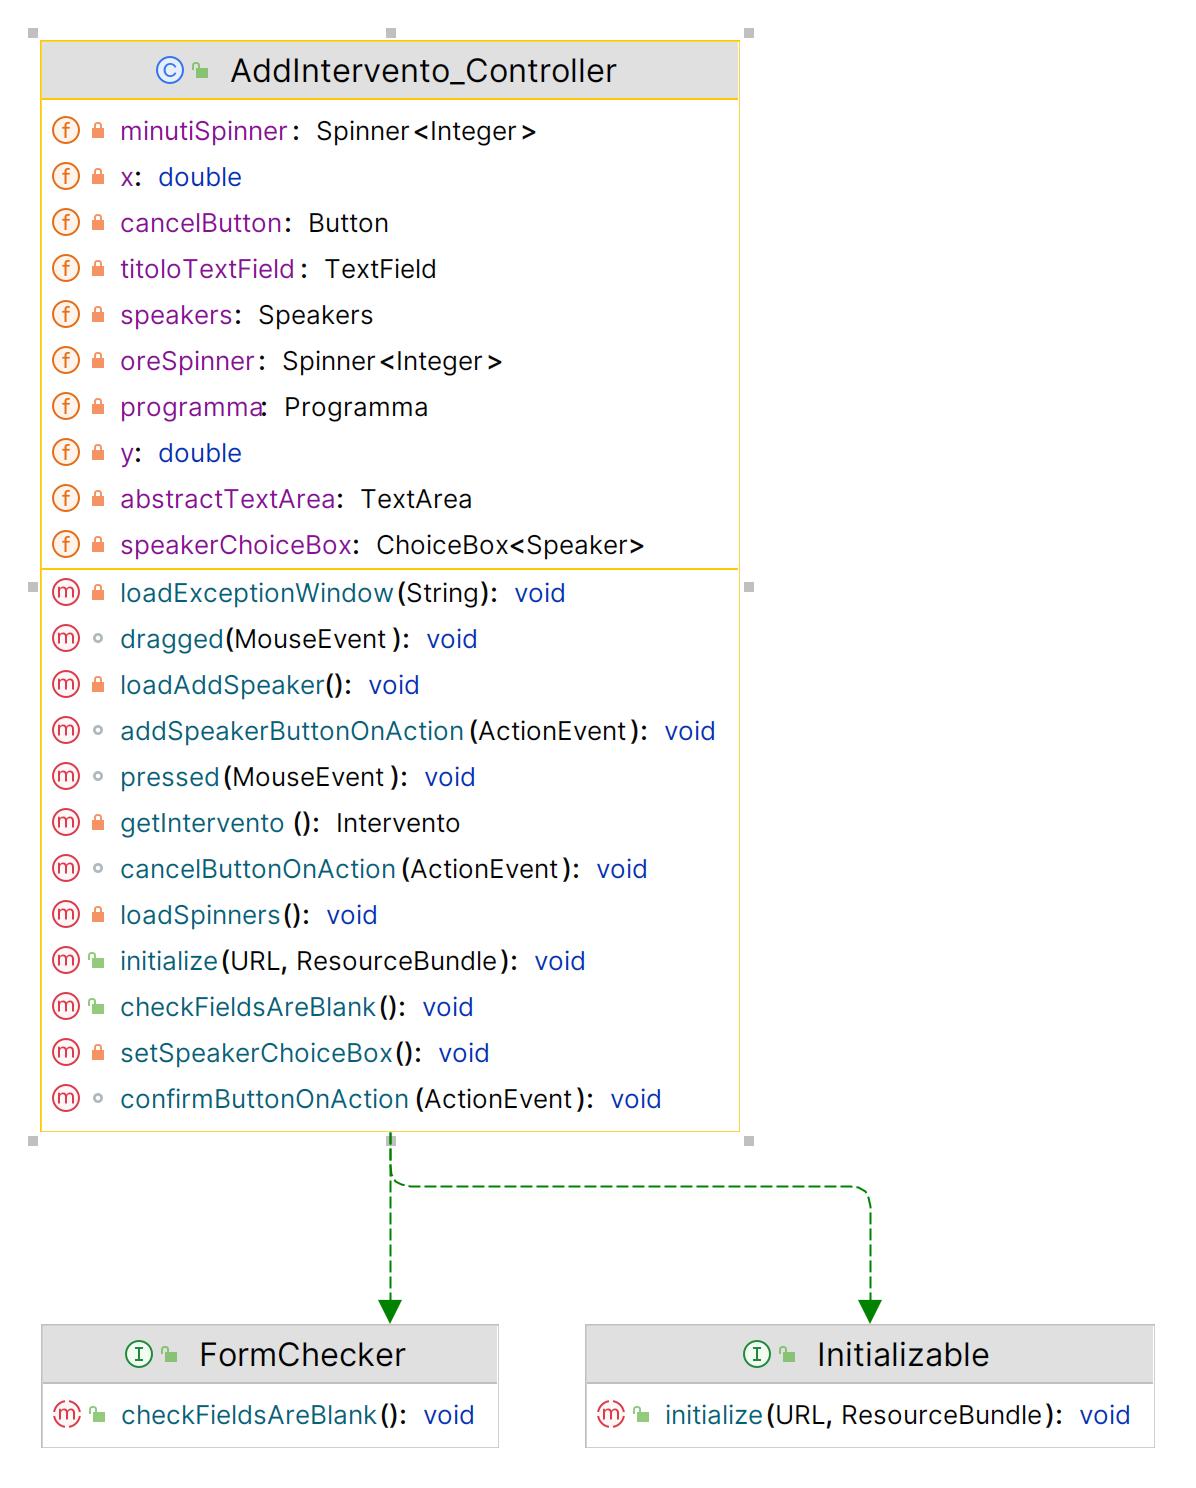 AddIntervento_Controller
minutiSpinner: Spinner<Integer>
x: double
cancelButton: Button
titoloTextField: TextField
speakers: Speakers
oreSpinner: Spinner<Integer>
programma: Programma
y: double
abstractTextArea: TextArea
speakerChoiceBox: ChoiceBox<Speaker>
loadExceptionWindow(String): void
dragged(MouseEvent): void
loadAddSpeaker(): void
addSpeakerButtonOnAction(ActionEvent): void
pressed(MouseEvent): void
getIntervento(): Intervento
cancelButtonOnAction(ActionEvent): void
loadSpinners(): void
initialize(URL, ResourceBundle): void
checkFieldsAreBlank(): void
setSpeakerChoiceBox(): void
confirmButtonOnAction(ActionEvent): void
FormChecker
checkFieldsAreBlank(): void
Initializable
initialize(URL, ResourceBundle): void